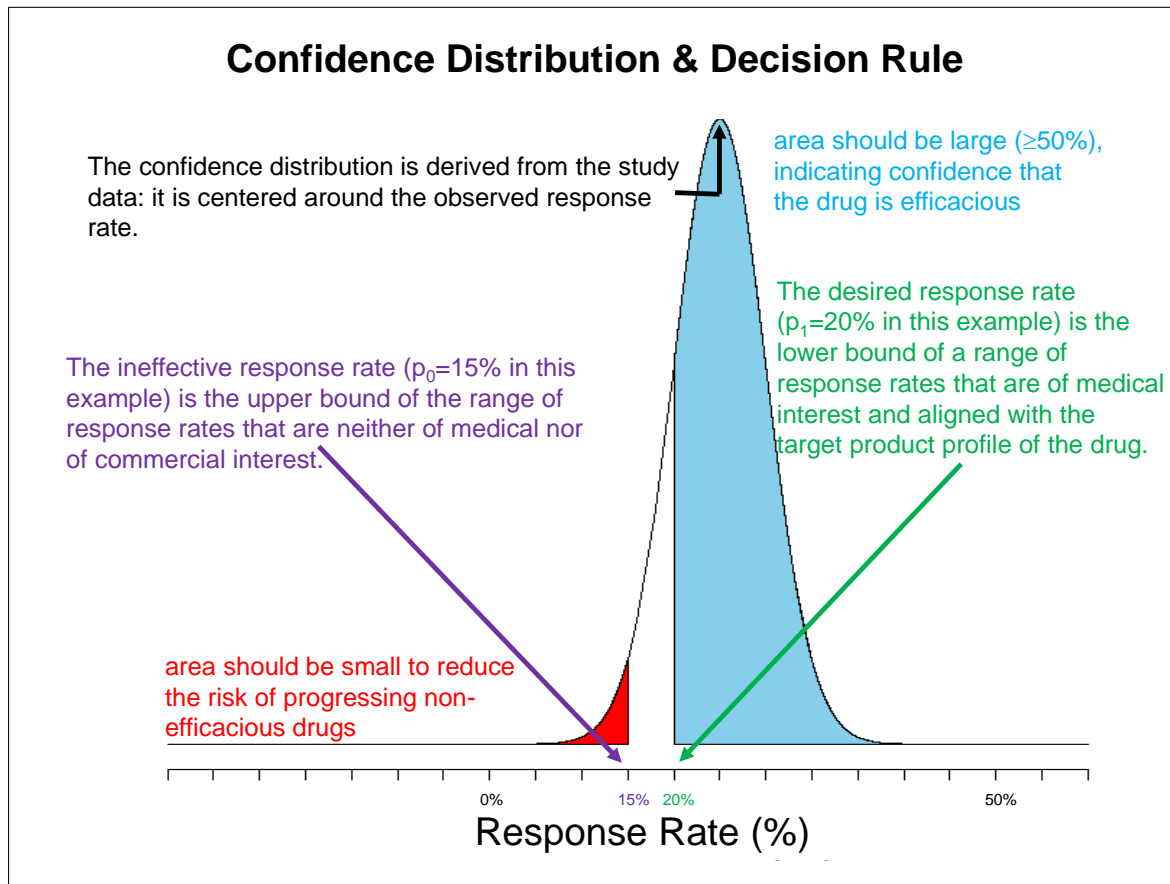 Confidence Distribution & Decision Rule
The confidence distribution is derived from the study
data: it is centered around the observed response
rate.
area should be large (≥50%),
indicating confidence that
the drug is efficacious
The desired response rate
(p₁=20% in this example) is the
lower bound of a range of
response rates that are of medical
interest and aligned with the
target product profile of the drug.
The ineffective response rate (p₀=15% in this
example) is the upper bound of the range of
response rates that are neither of medical nor
of commercial interest.
area should be small to reduce
the risk of progressing non-
efficacious drugs
0% 15% 20% 50%
Response Rate (%)